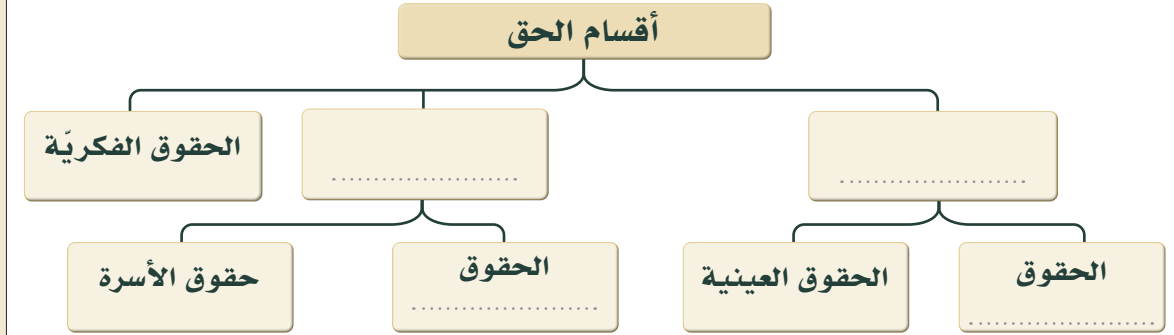 أقسام الحق
......................
......................
الحقوق الفكريّة
الحقوق
......................
الحقوق العينية
الحقوق
......................
حقوق الأسرة